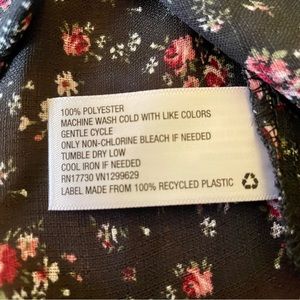 100% POLYESTER
MACHINE WASH COLD WITH LIKE COLORS
GENTLE CYCLE
ONLY NON-CHLORINE BLEACH IF NEEDED
TUMBLE DRY LOW
COOL IRON IF NEEDED
RN17730 VN1299629
LABEL MADE FROM 100% RECYCLED PLASTIC